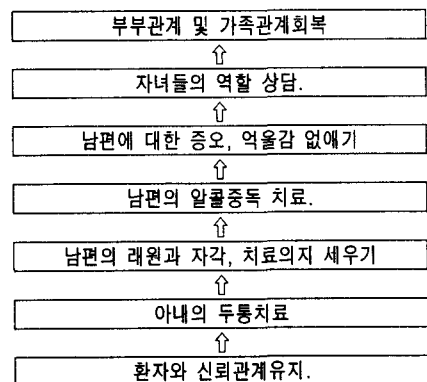 부부관계 및 가족관계회복
자녀들의 역할 상담.
남편에 대한 증오, 억울감 없애기
남편의 알콜중독 치료.
남편의 래원과 자각, 치료의지 세우기
아내의 두통치료
환자와 신뢰관계유지.